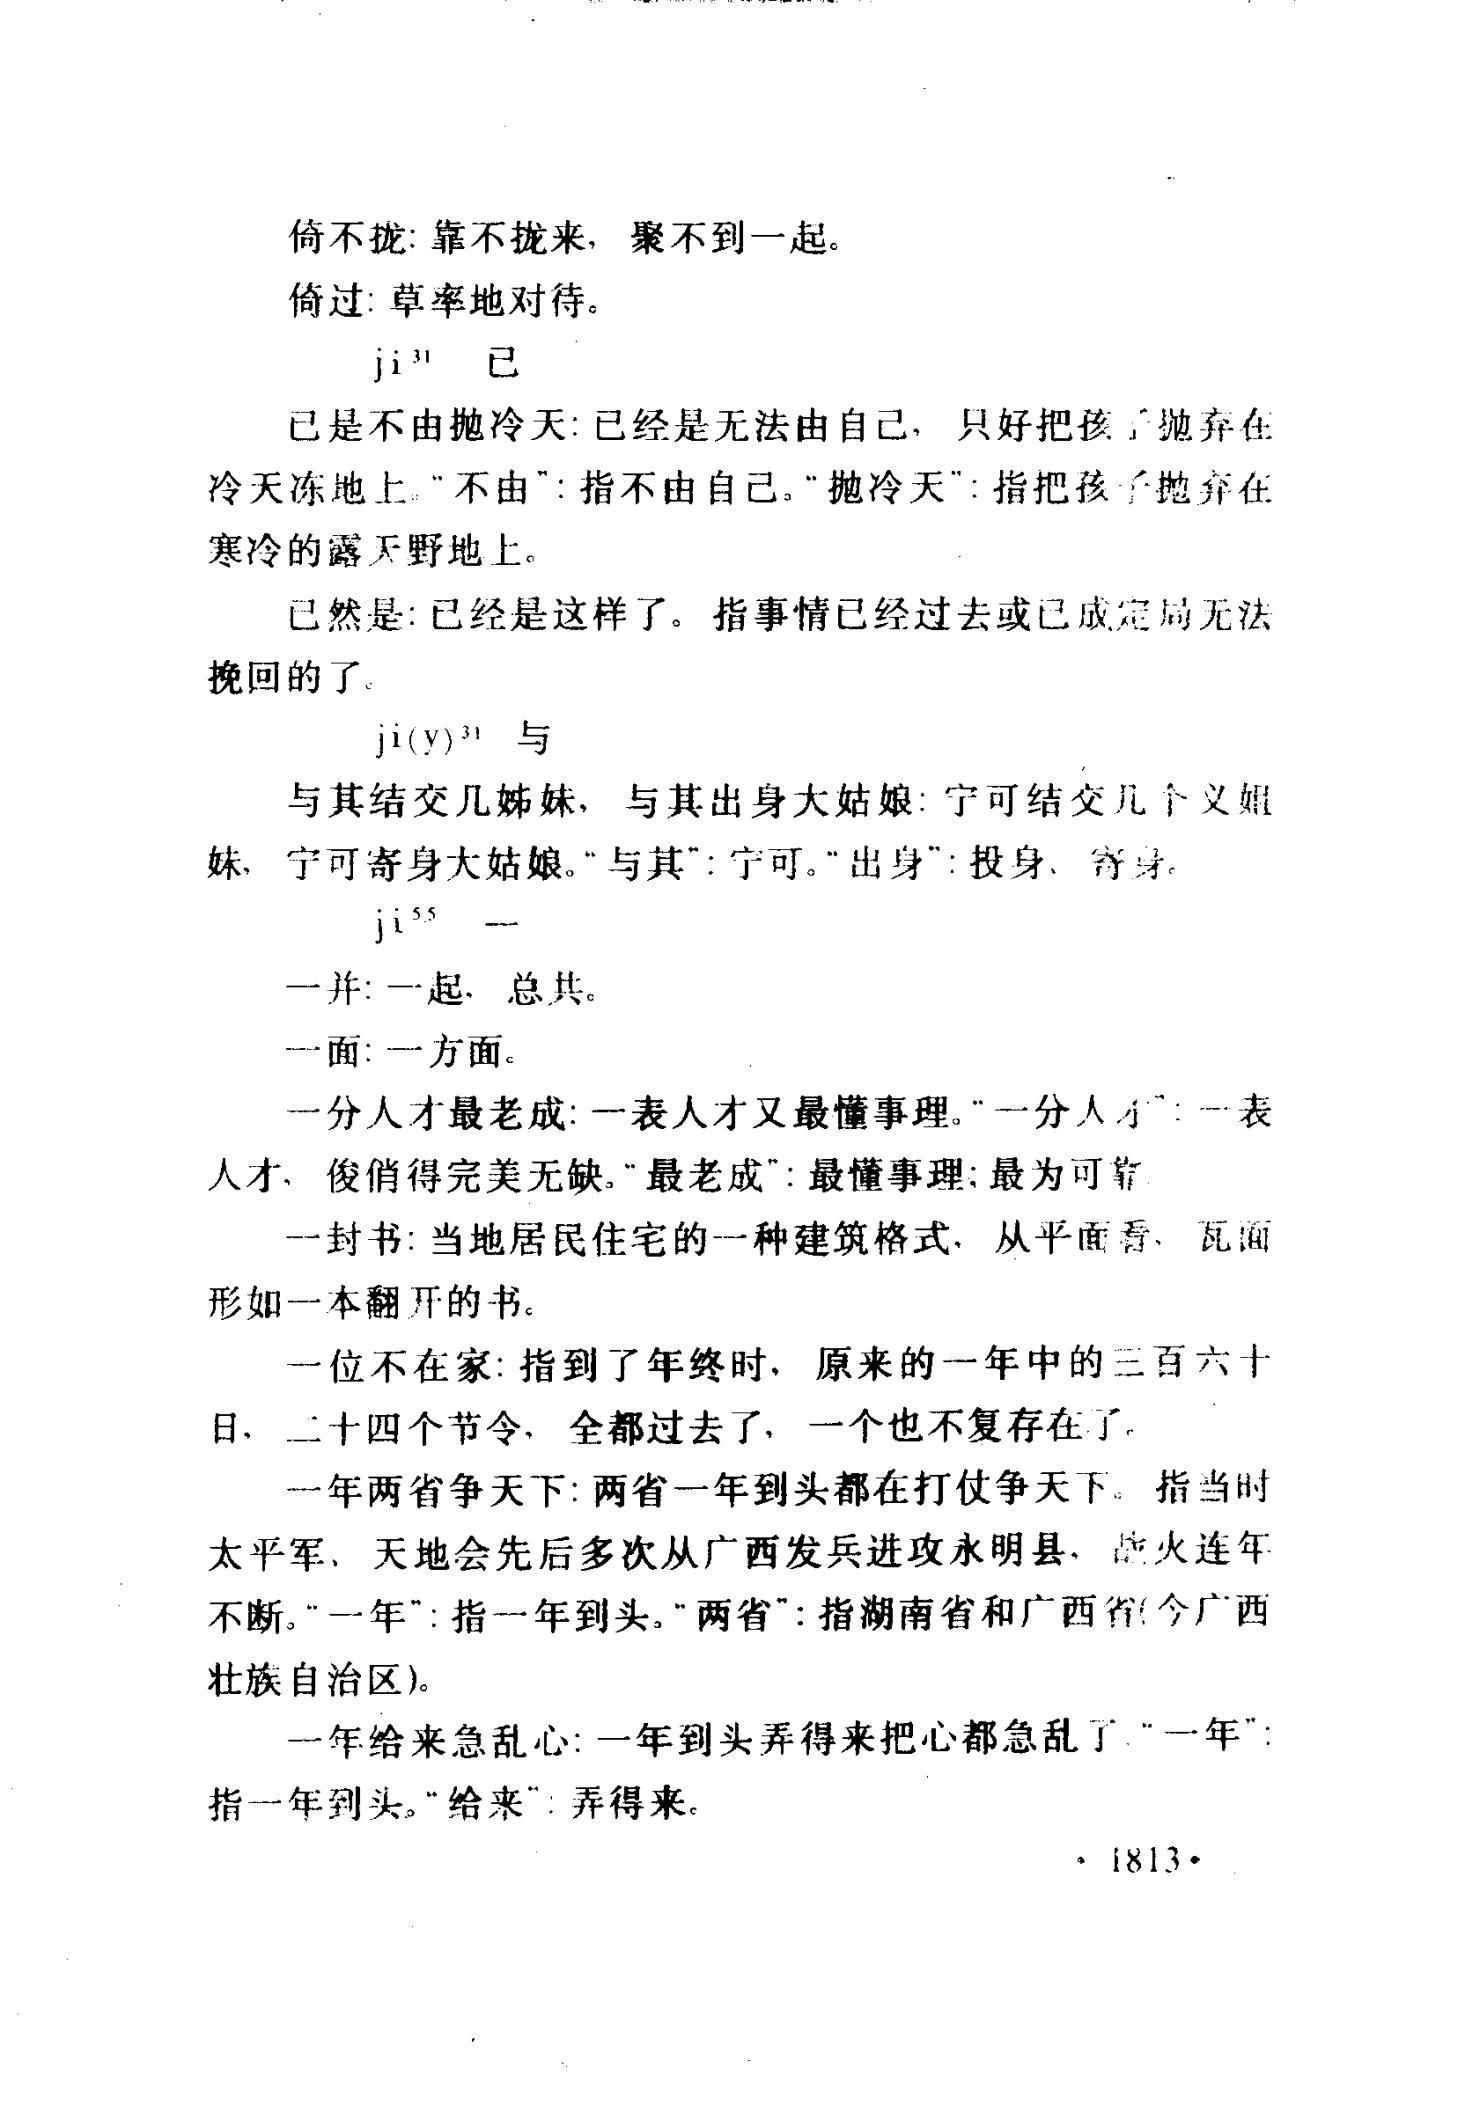 倚不拢:靠不拢来，聚不到一起。
倚过:草率地对待。
ji³¹ 已
已是不由抛冷天:已经是无法由自己，只好把孩子抛弃在
冷天冻地上。“不由”:指不由自己。“抛冷天”:指把孩子抛弃在
寒冷的露天野地上。
已然是:已经是这样了。指事情已经过去或已成定局无法
挽回的了。
ji(y)³¹ 与
与其结交几姊妹，与其出身大姑娘:宁可结交几个义姐
妹，宁可寄身大姑娘。“与其”:宁可。“出身”:投身、寄身。
ji⁵⁵ 一
一并:一起，总共。
一面:一方面。
一分人才最老成:一表人才又最懂事理。“一分人才”:一表
人才，俊俏得完美无缺。“最老成”:最懂事理;最为可靠
一封书:当地居民住宅的一种建筑格式，从平面看，瓦面
形如一本翻开的书。
一位不在家:指到了年终时，原来的一年中的三百六十
日，二十四个节令，全都过去了，一个也不复存在了。
一年两省争天下:两省一年到头都在打仗争天下。指当时
太平军、天地会先后多次从广西发兵进攻永明县，战火连年
不断。“一年”:指一年到头。“两省”:指湖南省和广西省(今广西
壮族自治区)。
一年给来急乱心:一年到头弄得来把心都急乱了。“一年”:
指一年到头。“给来”:弄得来。
·1813·